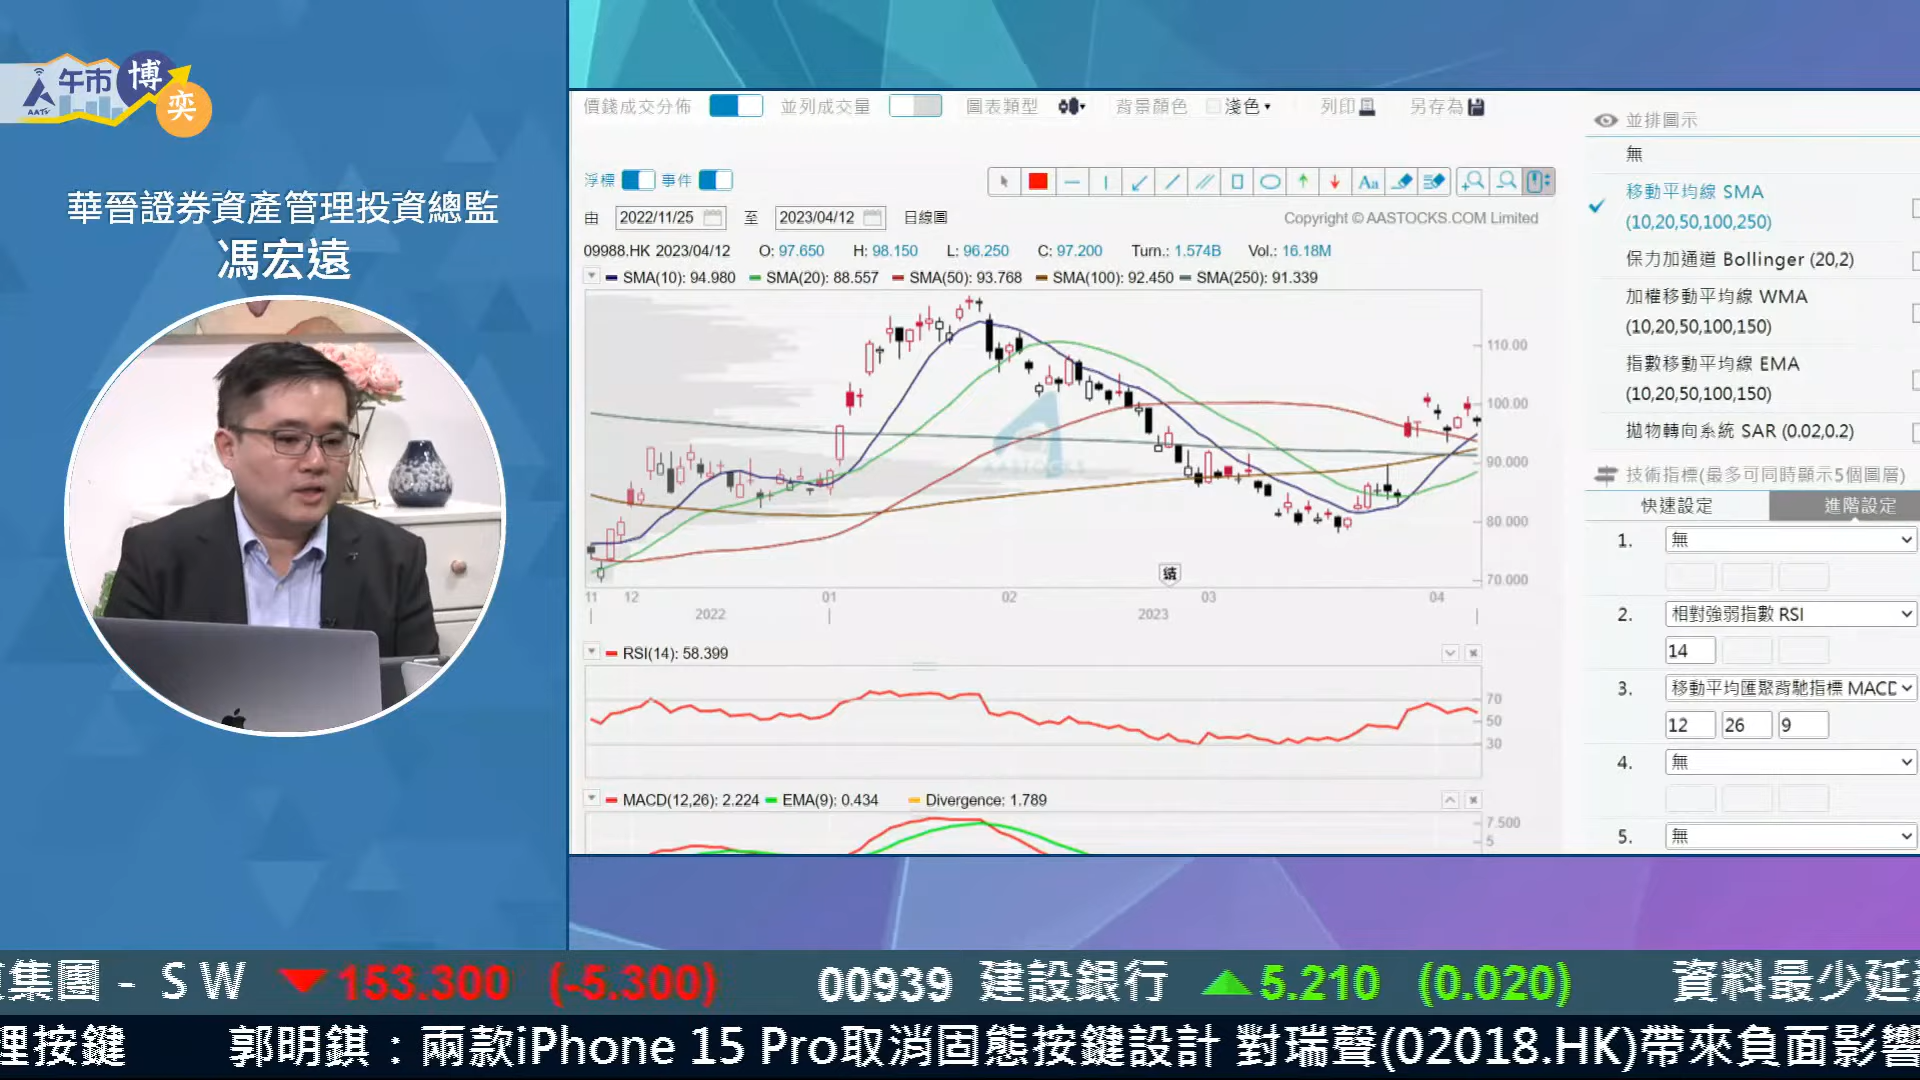 午市博奕
AATV
華晉證券資產管理投資總監
馮宏遠
價錢成交分佈 並列成交量 圖表類型 背景顏色 淺色 列印 另存為
浮標 事件 Aa
由 2022/11/25 至 2023/04/12 日線圖 Copyright © AASTOCKS.COM Limited
09988.HK 2023/04/12 O: 97.650 H: 98.150 L: 96.250 C: 97.200 Turn.: 1.574B Vol.: 16.18M
SMA(10): 94.980 SMA(20): 88.557 SMA(50): 93.768 SMA(100): 92.450 SMA(250): 91.339
110.00
100.00
90.000
80.000
70.000
AASTOCKS
結
11 12 01 02 03 04
2022 2023
RSI(14): 58.399
70
50
30
MACD(12,26): 2.224 EMA(9): 0.434 Divergence: 1.789
7.500
5
並排圖示
無
移動平均線 SMA
(10,20,50,100,250)
保力加通道 Bollinger (20,2)
加權移動平均線 WMA
(10,20,50,100,150)
指數移動平均線 EMA
(10,20,50,100,150)
拋物轉向系統 SAR (0.02,0.2)
技術指標(最多可同時顯示5個圖層)
快速設定 進階設定
1. 無
2. 相對強弱指數 RSI
14
3. 移動平均匯聚背馳指標 MACD
12 26 9
4. 無
5. 無
集團－ＳＷ 153.300 (-5.300) 00939 建設銀行 5.210 (0.020) 資料最少延
理按鍵 郭明錤：兩款iPhone 15 Pro取消固態按鍵設計 對瑞聲(02018.HK)帶來負面影響